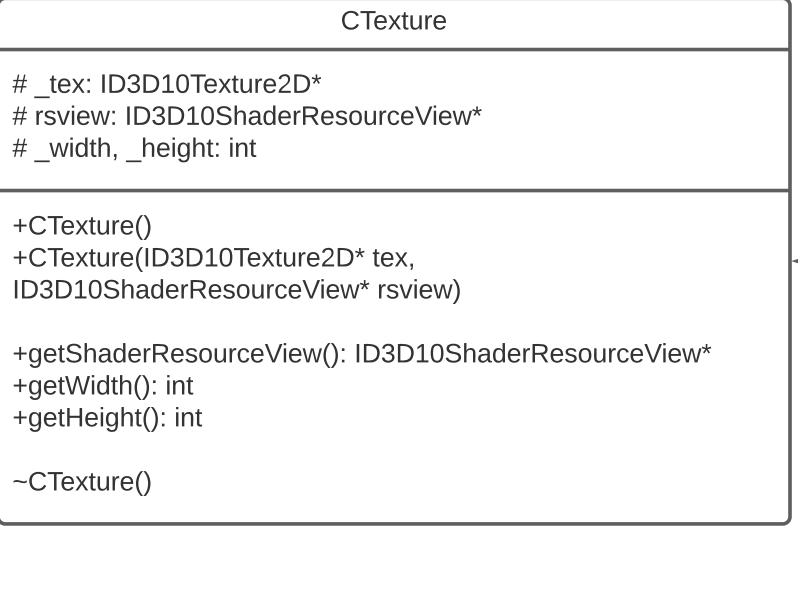 CTexture
# _tex: ID3D10Texture2D*
# rsview: ID3D10ShaderResourceView*
# _width, _height: int
+CTexture()
+CTexture(ID3D10Texture2D* tex,
ID3D10ShaderResourceView* rsview)
+getShaderResourceView(): ID3D10ShaderResourceView*
+getWidth(): int
+getHeight(): int
~CTexture()